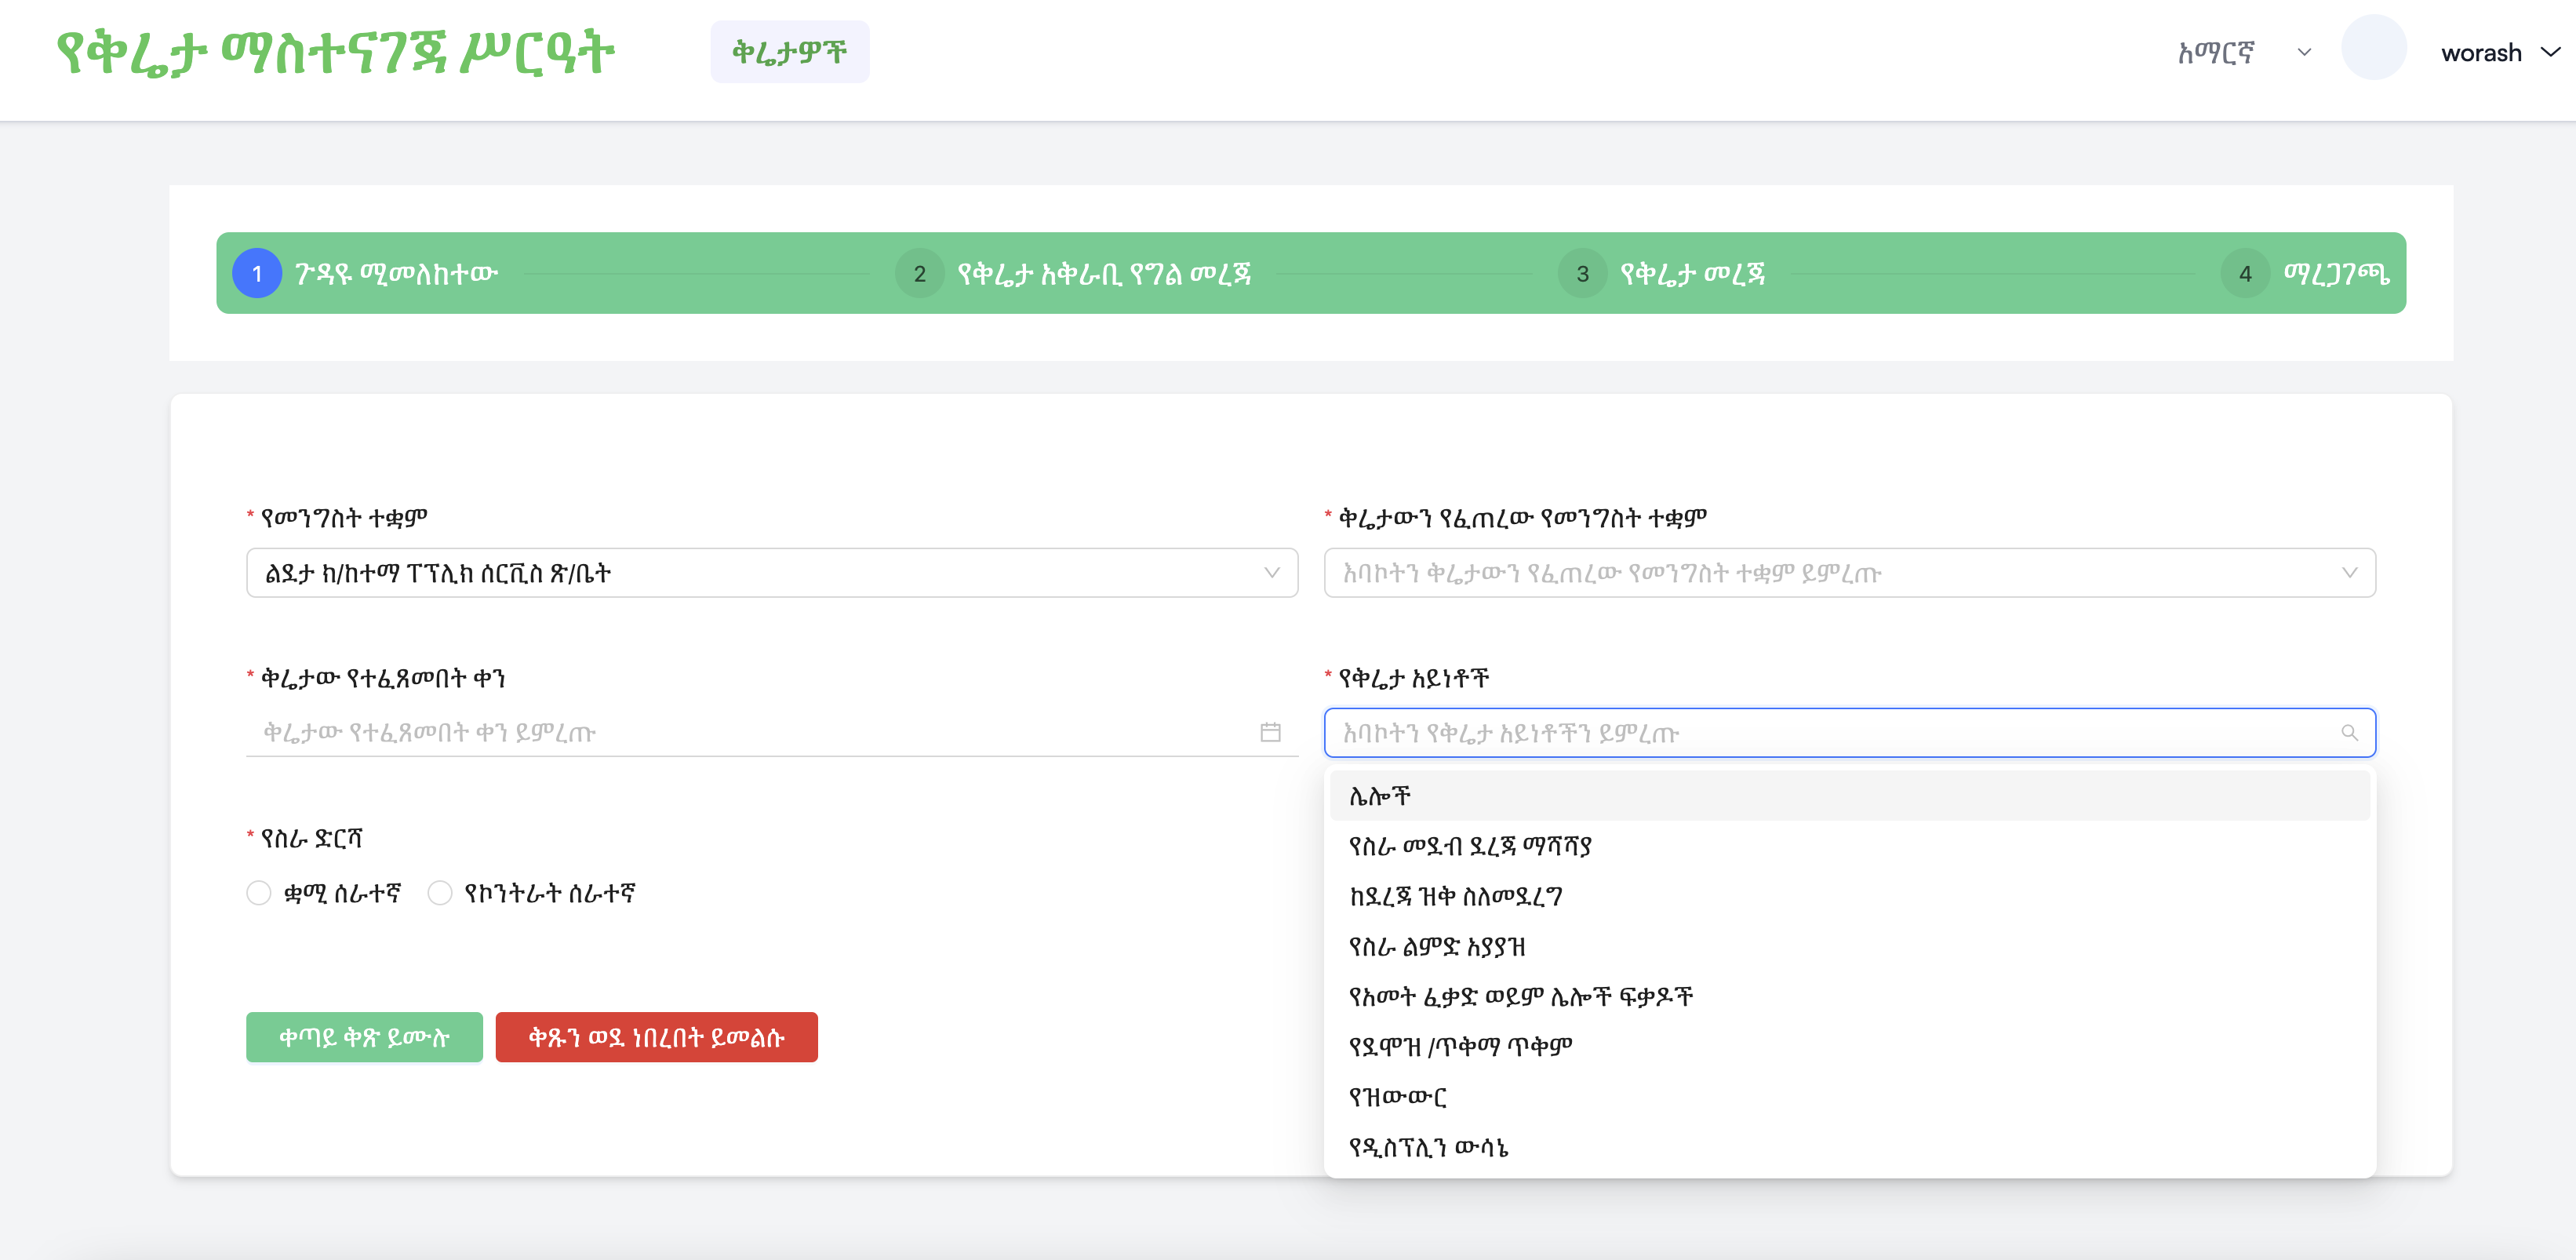 የቅሬታ ማስተናገጃ ሥርዓት
ቅሬታዎች
አማርኛ
worash
1 ጉዳዩ ሚመለከተው
2 የቅሬታ አቅራቢ የግል መረጃ
3 የቅሬታ መረጃ
4 ማረጋገጫ
* የመንግስት ተቋም
ልደታ ክ/ከተማ ፐፕሊክ ሰርቪስ ጽ/ቤት
* ቅሬታውን የፈጠረው የመንግስት ተቋም
እባኮትን ቅሬታውን የፈጠረው የመንግስት ተቋም ይምረጡ
* ቅሬታው የተፈጸመበት ቀን
ቅሬታው የተፈጸመበት ቀን ይምረጡ
* የቅሬታ አይነቶች
እባኮትን የቅሬታ አይነቶችን ይምረጡ
ሌሎች
የስራ መደብ ደረጃ ማሻሻያ
ከደረጃ ዝቅ ስለመደረግ
የስራ ልምድ አያያዝ
የአመት ፈቃድ ወይም ሌሎች ፍቃዶች
የደሞዝ /ጥቅማ ጥቅም
የዝውውር
የዲስፕሊን ውሳኔ
* የስራ ድርሻ
ቋሚ ሰራተኛ
የኮንትራት ሰራተኛ
ቀጣይ ቅጽ ይሙሉ
ቅጹን ወደ ነበረበት ይመልሱ